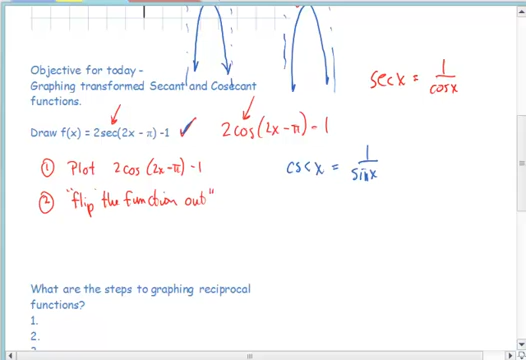 Objective for today -
Graphing transformed Secant and Cosecant
functions.
sec x = 1/cos x
Draw f(x) = 2sec(2x - π) -1
2cos(2x-π)-1
① Plot 2cos(2x-π)-1
csc x = 1/sin x
② "flip the function out"
What are the steps to graphing reciprocal
functions?
1.
2.
3.